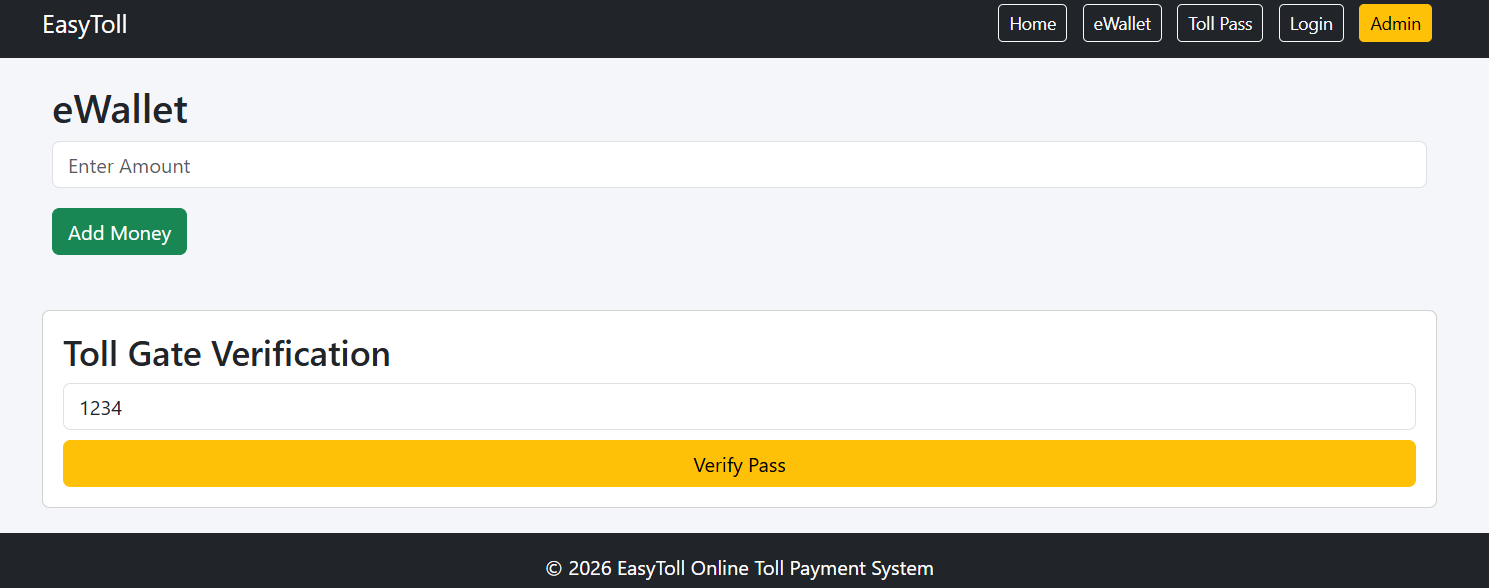 EasyToll Home eWallet Toll Pass Login Admin
eWallet
Enter Amount
Add Money
Toll Gate Verification
1234
Verify Pass
© 2026 EasyToll Online Toll Payment System